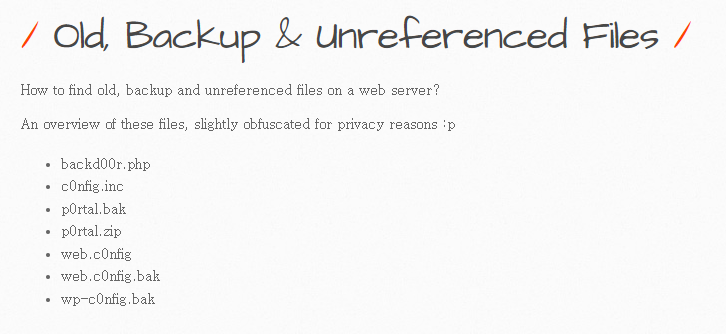 / Old, Backup & Unreferenced Files /
How to find old, backup and unreferenced files on a web server?
An overview of these files, slightly obfuscated for privacy reasons :p
• backd00r.php
• c0nfig.inc
• p0rtal.bak
• p0rtal.zip
• web.c0nfig
• web.c0nfig.bak
• wp-c0nfig.bak